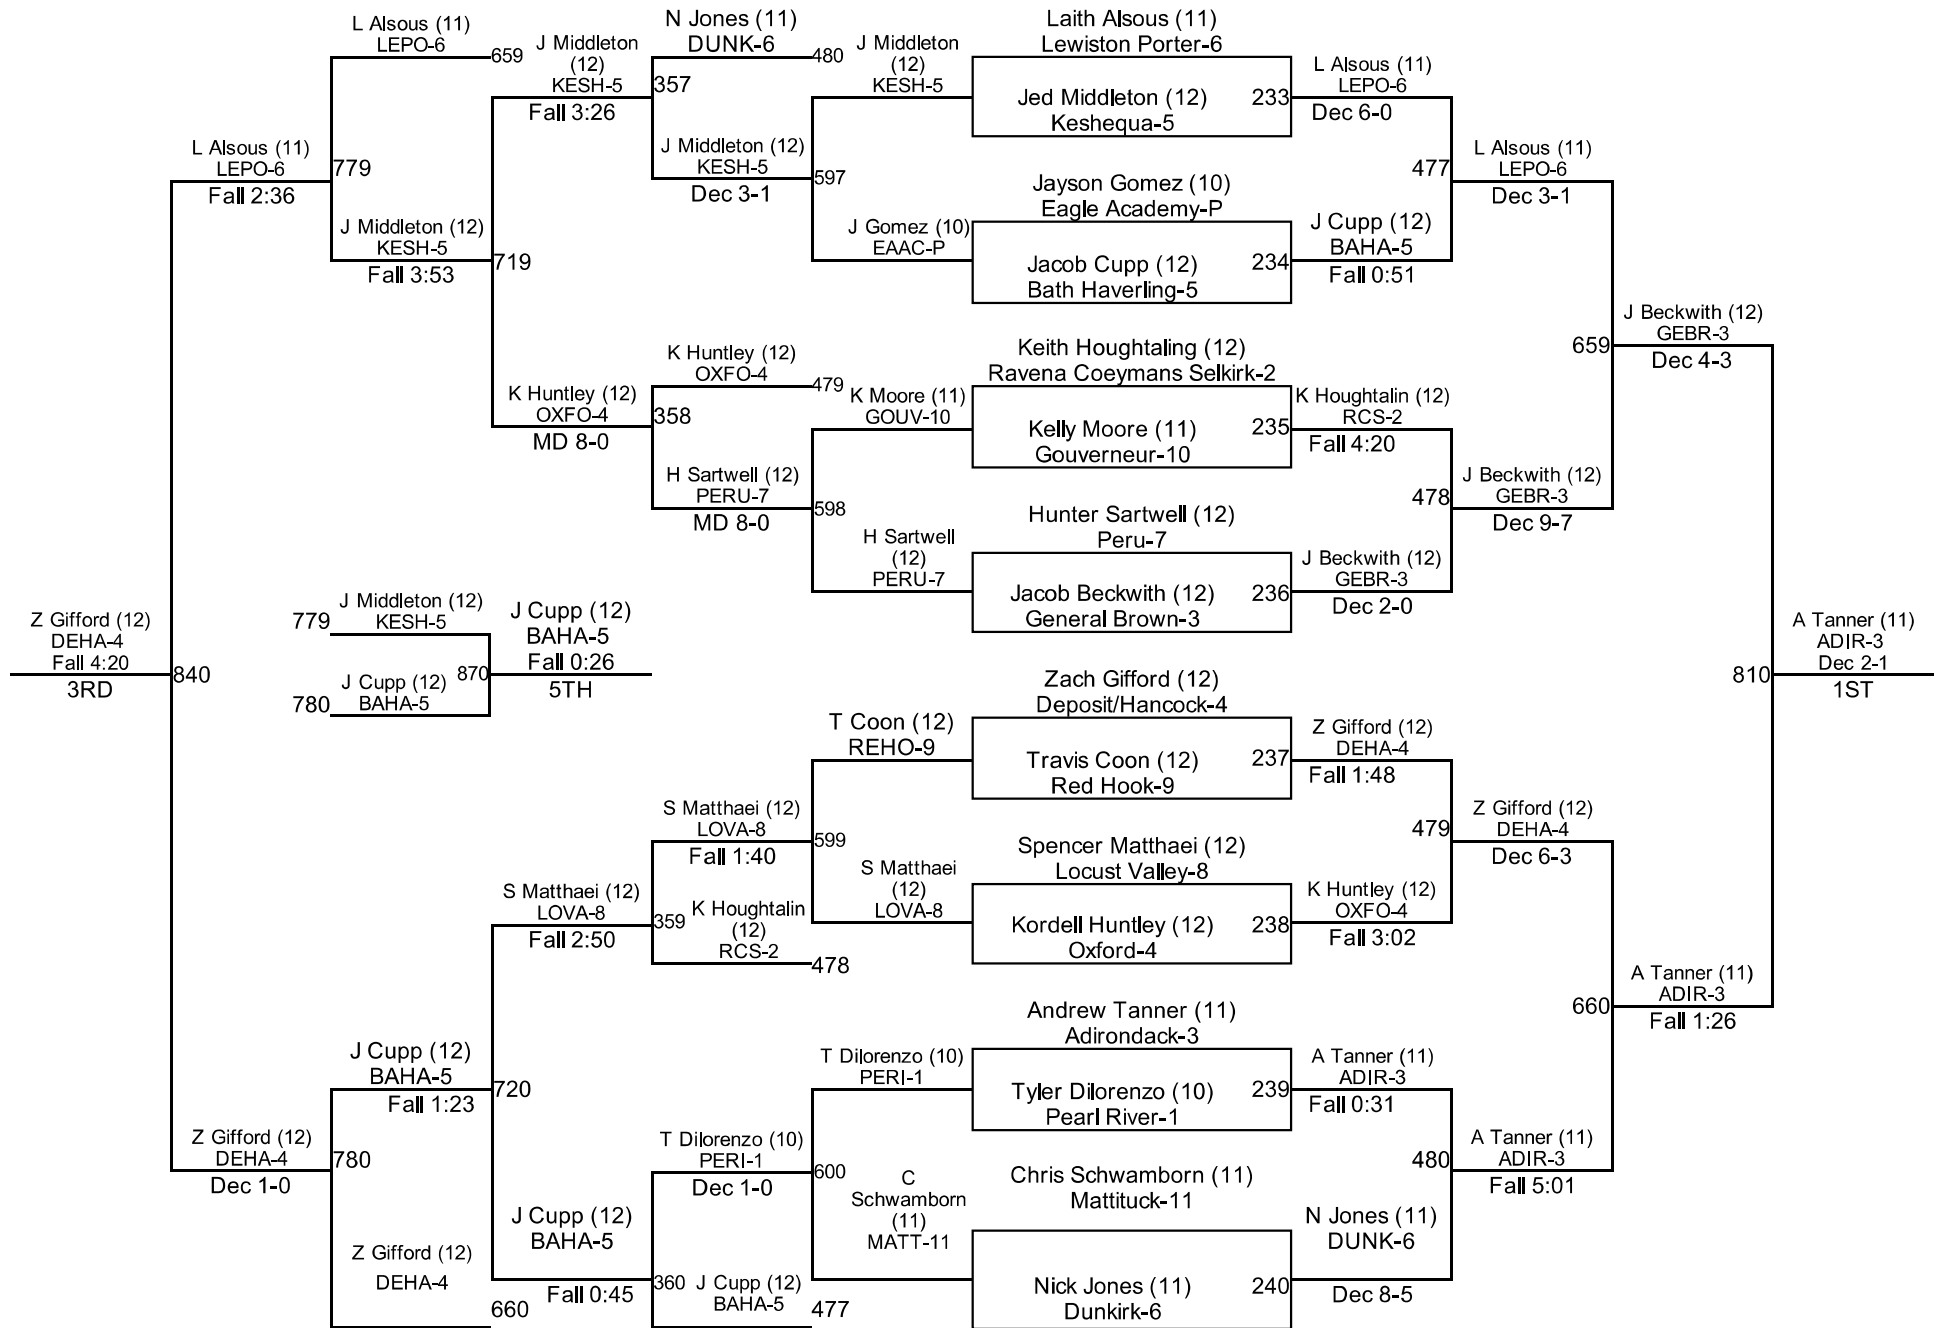 L Alsous (11)
LEPO-6
659
J Middleton
(12)
KESH-5
Fall 3:26
N Jones (11)
DUNK-6
480
357
J Middleton
(12)
KESH-5
Laith Alsous (11)
Lewiston Porter-6
Jed Middleton (12)
Keshequa-5
233
L Alsous (11)
LEPO-6
Dec 6-0
L Alsous (11)
LEPO-6
Fall 2:36
779
J Middleton (12)
KESH-5
Dec 3-1
597
Jayson Gomez (10)
Eagle Academy-P
477
L Alsous (11)
LEPO-6
Dec 3-1
J Middleton (12)
KESH-5
Fall 3:53
719
J Gomez (10)
EAAC-P
Jacob Cupp (12)
Bath Haverling-5
234
J Cupp (12)
BAHA-5
Fall 0:51
K Huntley (12)
OXFO-4
479
Keith Houghtaling (12)
Ravena Coeymans Selkirk-2
659
J Beckwith (12)
GEBR-3
Dec 4-3
K Huntley (12)
OXFO-4
MD 8-0
358
K Moore (11)
GOUV-10
Kelly Moore (11)
Gouverneur-10
235
K Houghtalin (12)
RCS-2
Fall 4:20
H Sartwell (12)
PERU-7
MD 8-0
598
Hunter Sartwell (12)
Peru-7
478
J Beckwith (12)
GEBR-3
Dec 9-7
H Sartwell
(12)
PERU-7
Jacob Beckwith (12)
General Brown-3
236
J Beckwith (12)
GEBR-3
Dec 2-0
Z Gifford (12)
DEHA-4
Fall 4:20
3RD
840
779
J Middleton (12)
KESH-5
780
J Cupp (12)
BAHA-5
870
J Cupp (12)
BAHA-5
Fall 0:26
5TH
810
A Tanner (11)
ADIR-3
Dec 2-1
1ST
T Coon (12)
REHO-9
Zach Gifford (12)
Deposit/Hancock-4
Travis Coon (12)
Red Hook-9
237
Z Gifford (12)
DEHA-4
Fall 1:48
S Matthaei (12)
LOVA-8
Fall 1:40
599
Spencer Matthaei (12)
Locust Valley-8
479
Z Gifford (12)
DEHA-4
Dec 6-3
S Matthaei (12)
LOVA-8
Fall 2:50
359
K Houghtalin
(12)
RCS-2
478
S Matthaei
(12)
LOVA-8
Kordell Huntley (12)
Oxford-4
238
K Huntley (12)
OXFO-4
Fall 3:02
660
A Tanner (11)
ADIR-3
Fall 1:26
J Cupp (12)
BAHA-5
Fall 1:23
720
T Dilorenzo (10)
PERI-1
Andrew Tanner (11)
Adirondack-3
Tyler Dilorenzo (10)
Pearl River-1
239
A Tanner (11)
ADIR-3
Fall 0:31
Z Gifford (12)
DEHA-4
Dec 1-0
780
T Dilorenzo (10)
PERI-1
Dec 1-0
600
C
Schwamborn
(11)
MATT-11
Chris Schwamborn (11)
Mattituck-11
480
A Tanner (11)
ADIR-3
Fall 5:01
Z Gifford (12)
DEHA-4
660
J Cupp (12)
BAHA-5
Fall 0:45
360
J Cupp (12)
BAHA-5
477
Nick Jones (11)
Dunkirk-6
240
N Jones (11)
DUNK-6
Dec 8-5